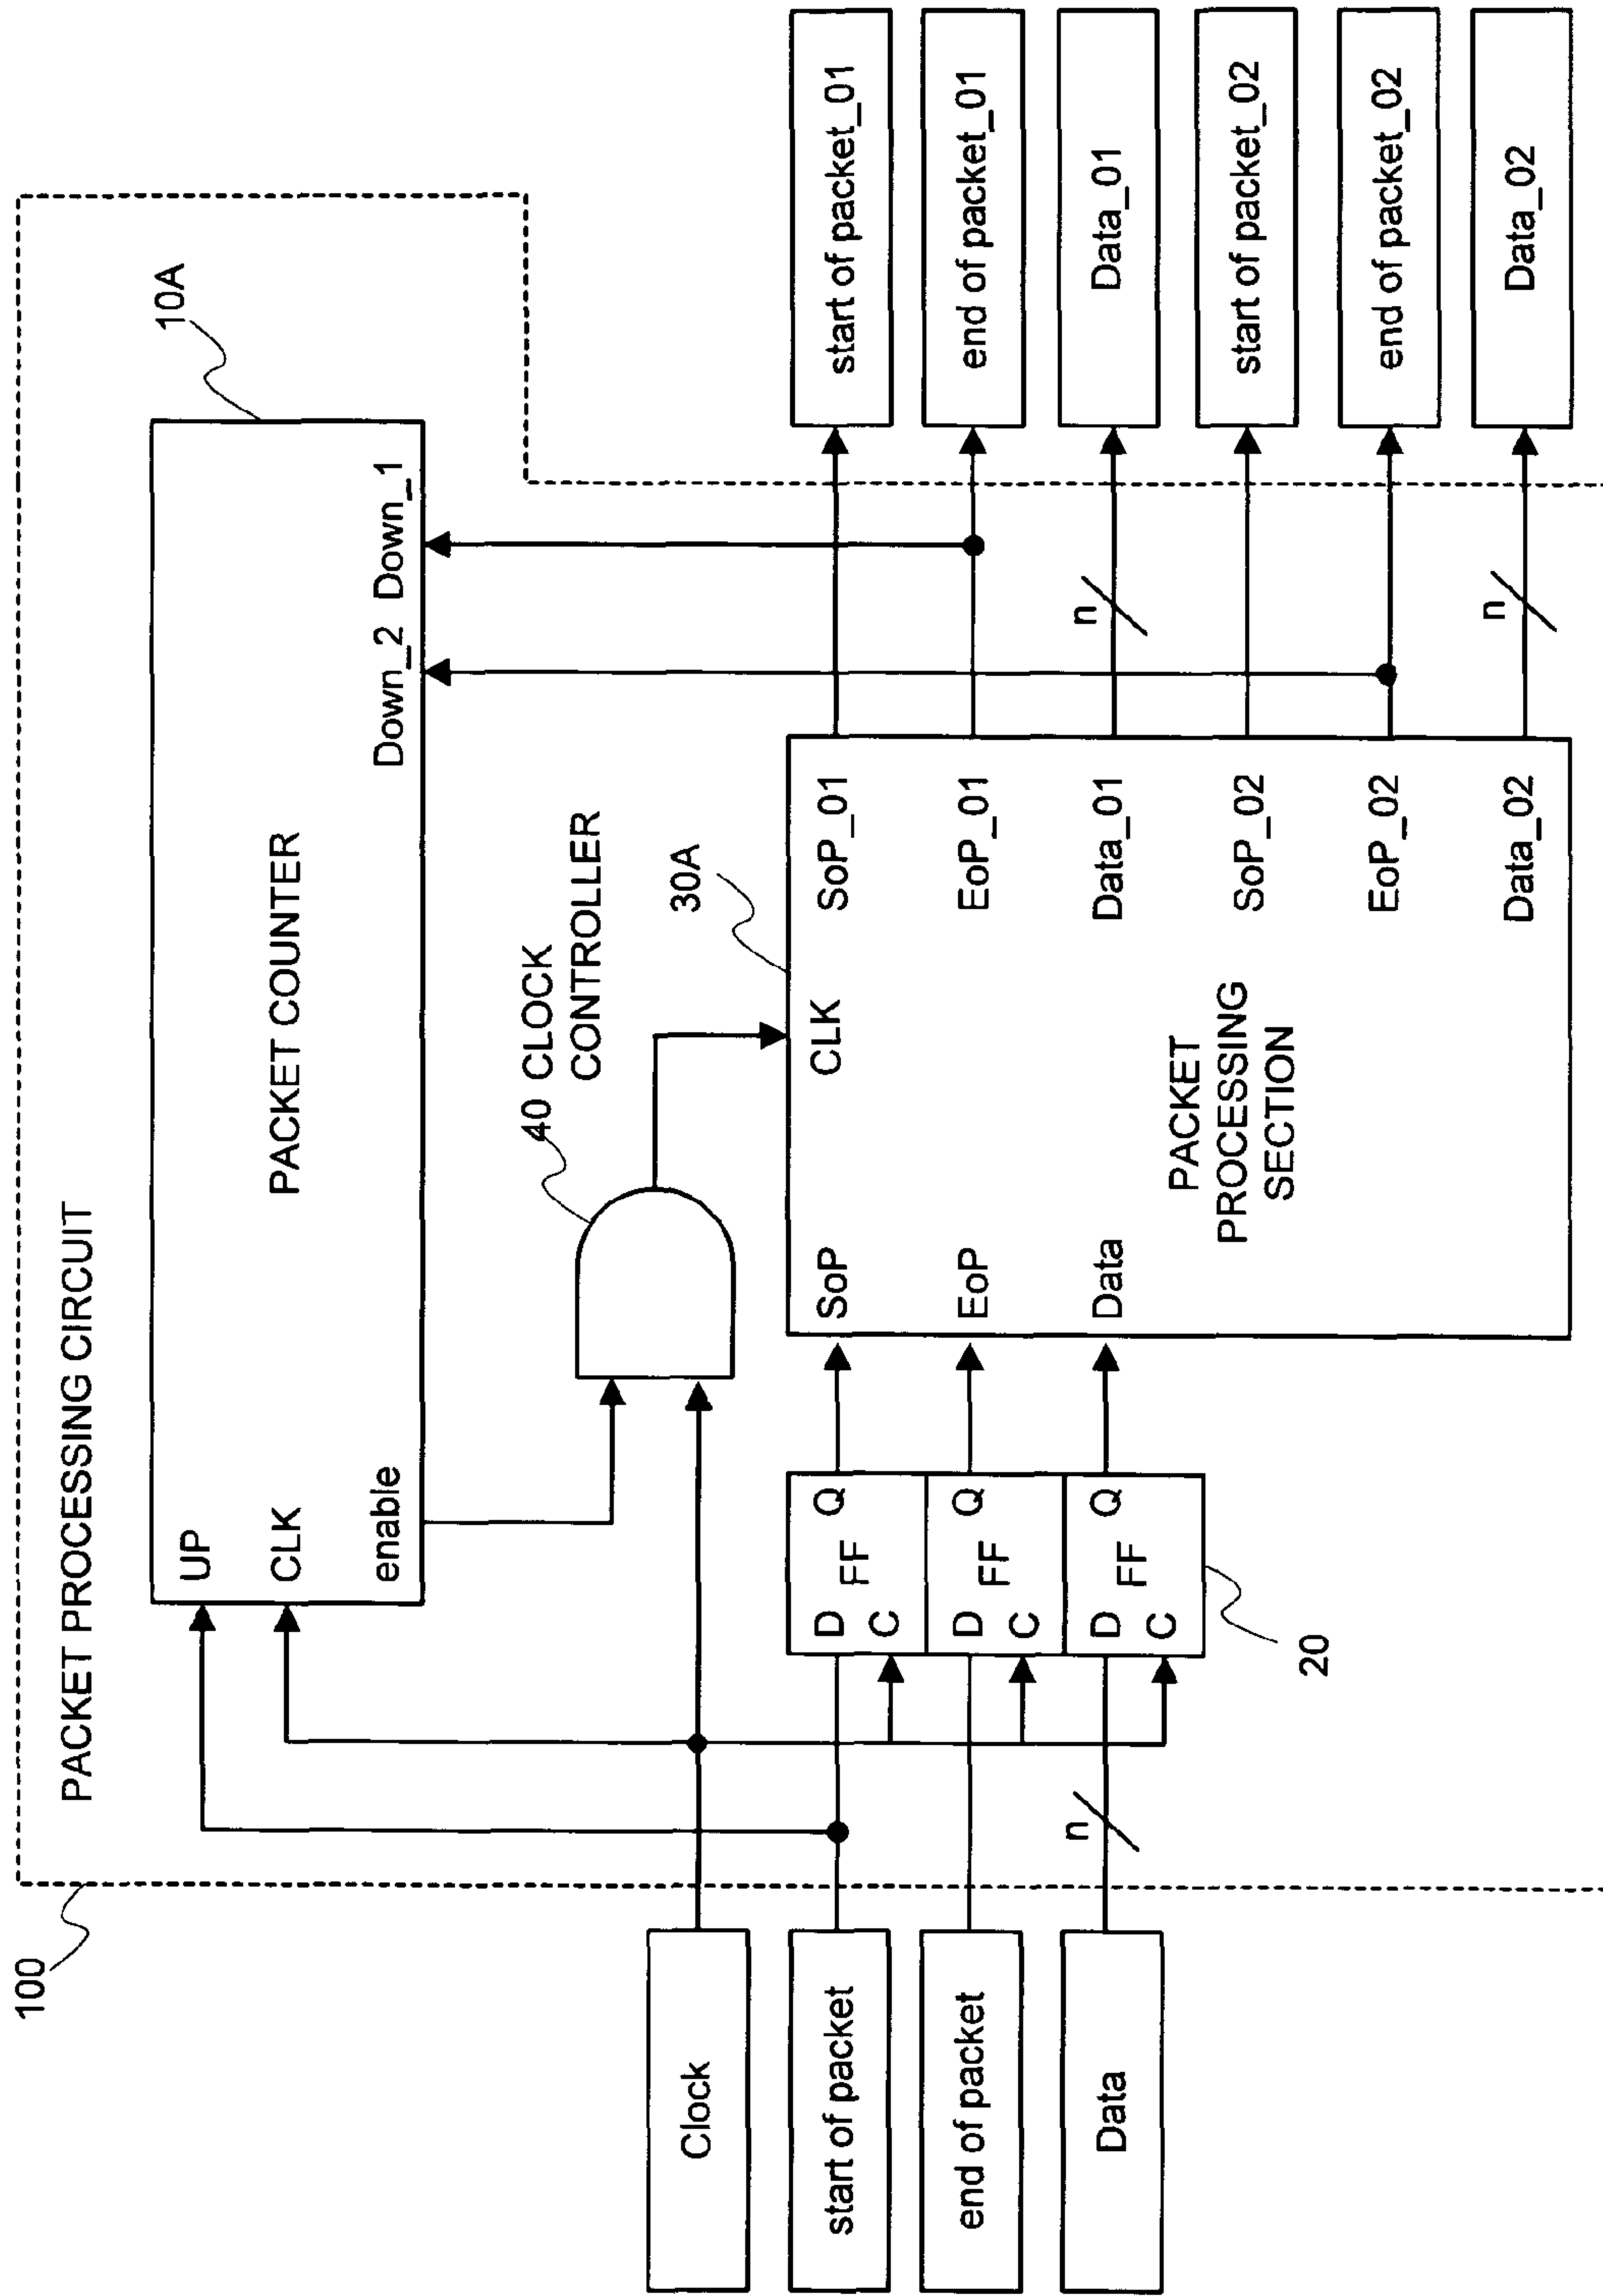 100
PACKET PROCESSING CIRCUIT
10A
UP
CLK
enable
PACKET COUNTER
Down_2 Down_1
40 CLOCK
CONTROLLER
30A
Clock
start of packet
end of packet
Data
n
D Q
FF
C
D Q
FF
C
D Q
FF
C
20
SoP
EoP
Data
CLK
PACKET
PROCESSING
SECTION
SoP_01
EoP_01
Data_01
SoP_02
EoP_02
Data_02
n
n
start of packet_01
end of packet_01
Data_01
start of packet_02
end of packet_02
Data_02